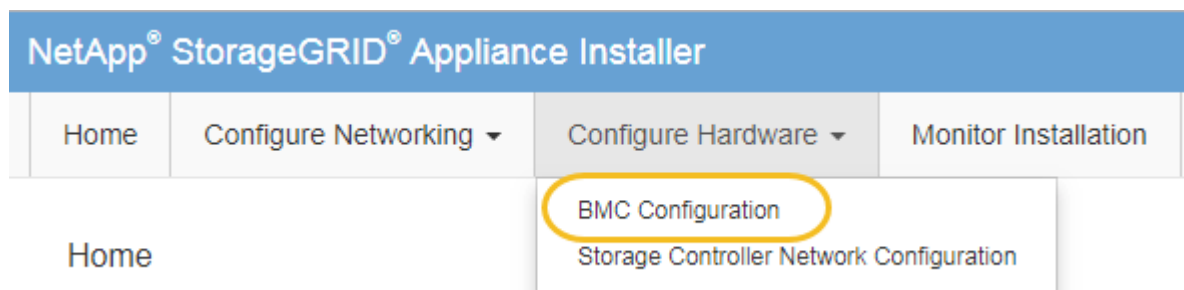 NetApp® StorageGRID® Appliance Installer
Home Configure Networking Configure Hardware Monitor Installation
BMC Configuration
Home
Storage Controller Network Configuration